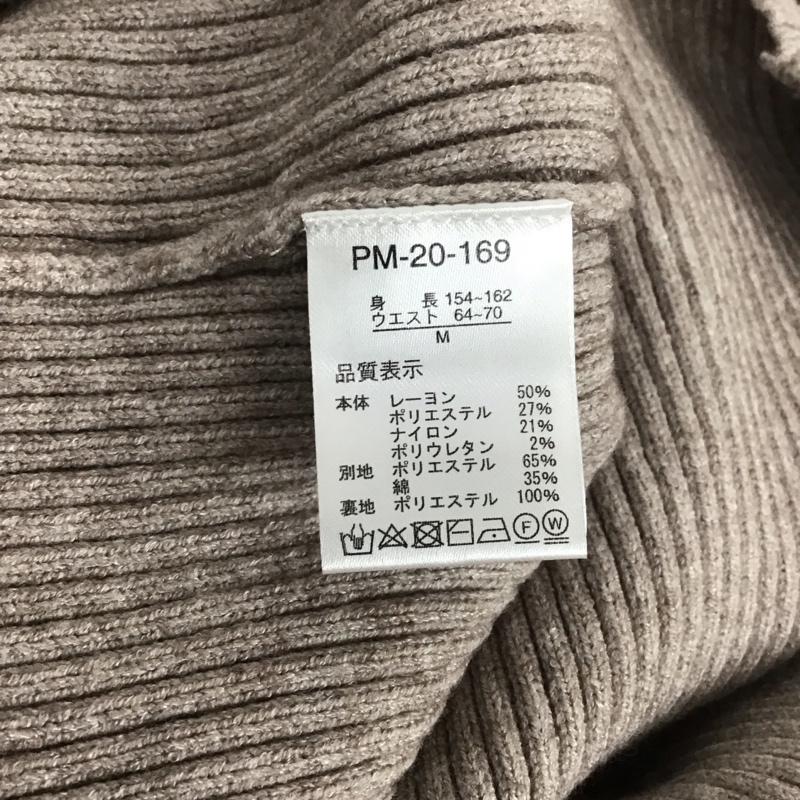 PM-20-169
身　長 154~162
ウエスト 64~70
M
品質表示
本体 レーヨン 50%
ポリエステル 27%
ナイロン 21%
ポリウレタン 2%
別地 ポリエステル 65%
綿 35%
裏地 ポリエステル 100%
F W